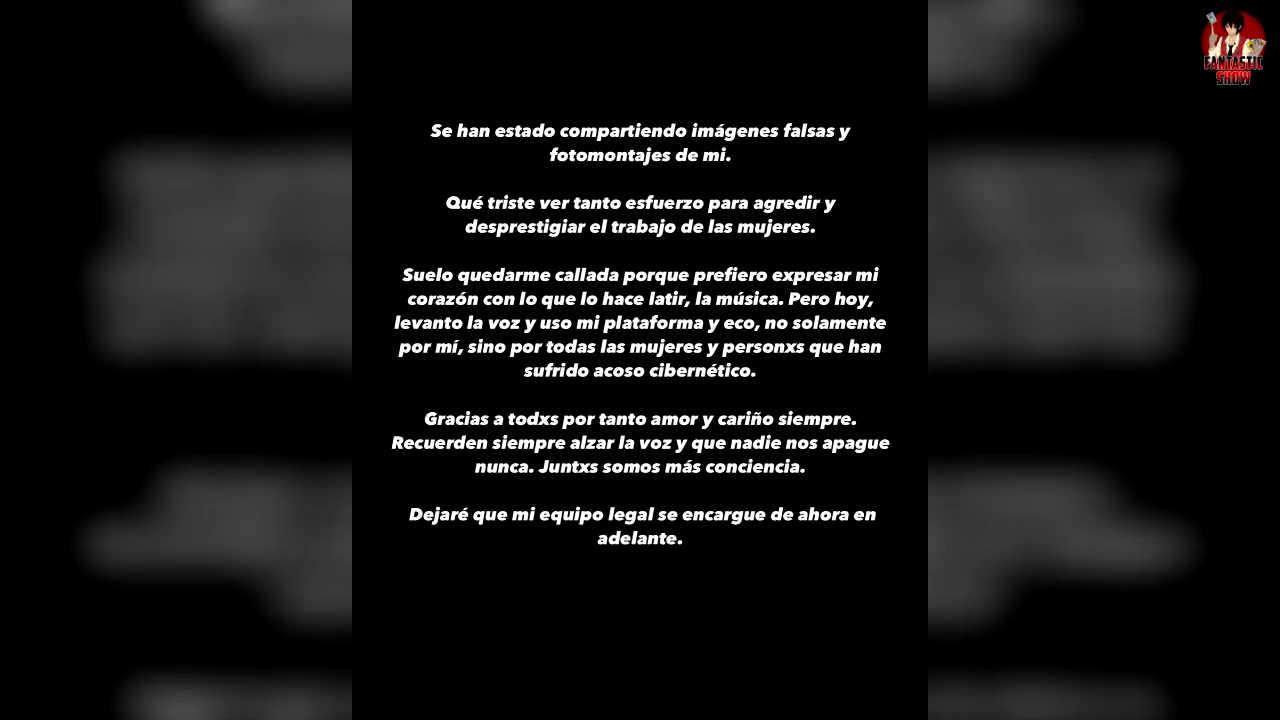 FANTASTIC
SHOW
Se han estado compartiendo imágenes falsas y
fotomontajes de mi.
Qué triste ver tanto esfuerzo para agredir y
desprestigiar el trabajo de las mujeres.
Suelo quedarme callada porque prefiero expresar mi
corazón con lo que lo hace latir, la música. Pero hoy,
levanto la voz y uso mi plataforma y eco, no solamente
por mí, sino por todas las mujeres y personxs que han
sufrido acoso cibernético.
Gracias a todxs por tanto amor y cariño siempre.
Recuerden siempre alzar la voz y que nadie nos apague
nunca. Juntxs somos más conciencia.
Dejaré que mi equipo legal se encargue de ahora en
adelante.